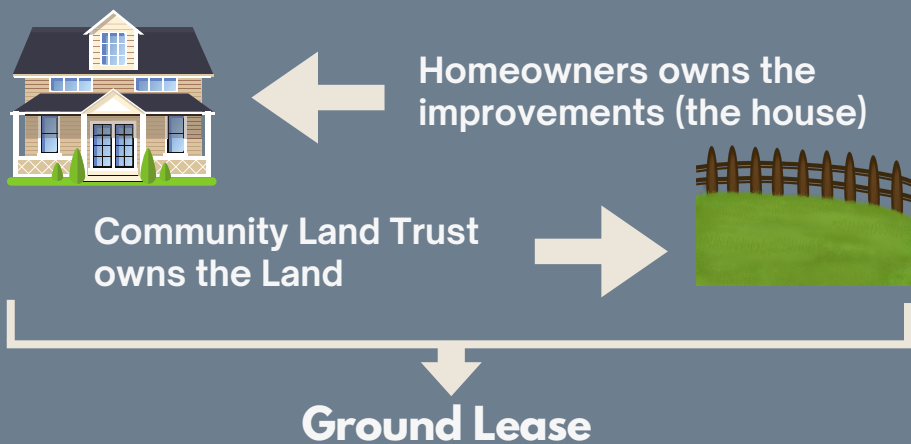 Homeowners owns the
improvements (the house)
Community Land Trust
owns the Land
Ground Lease